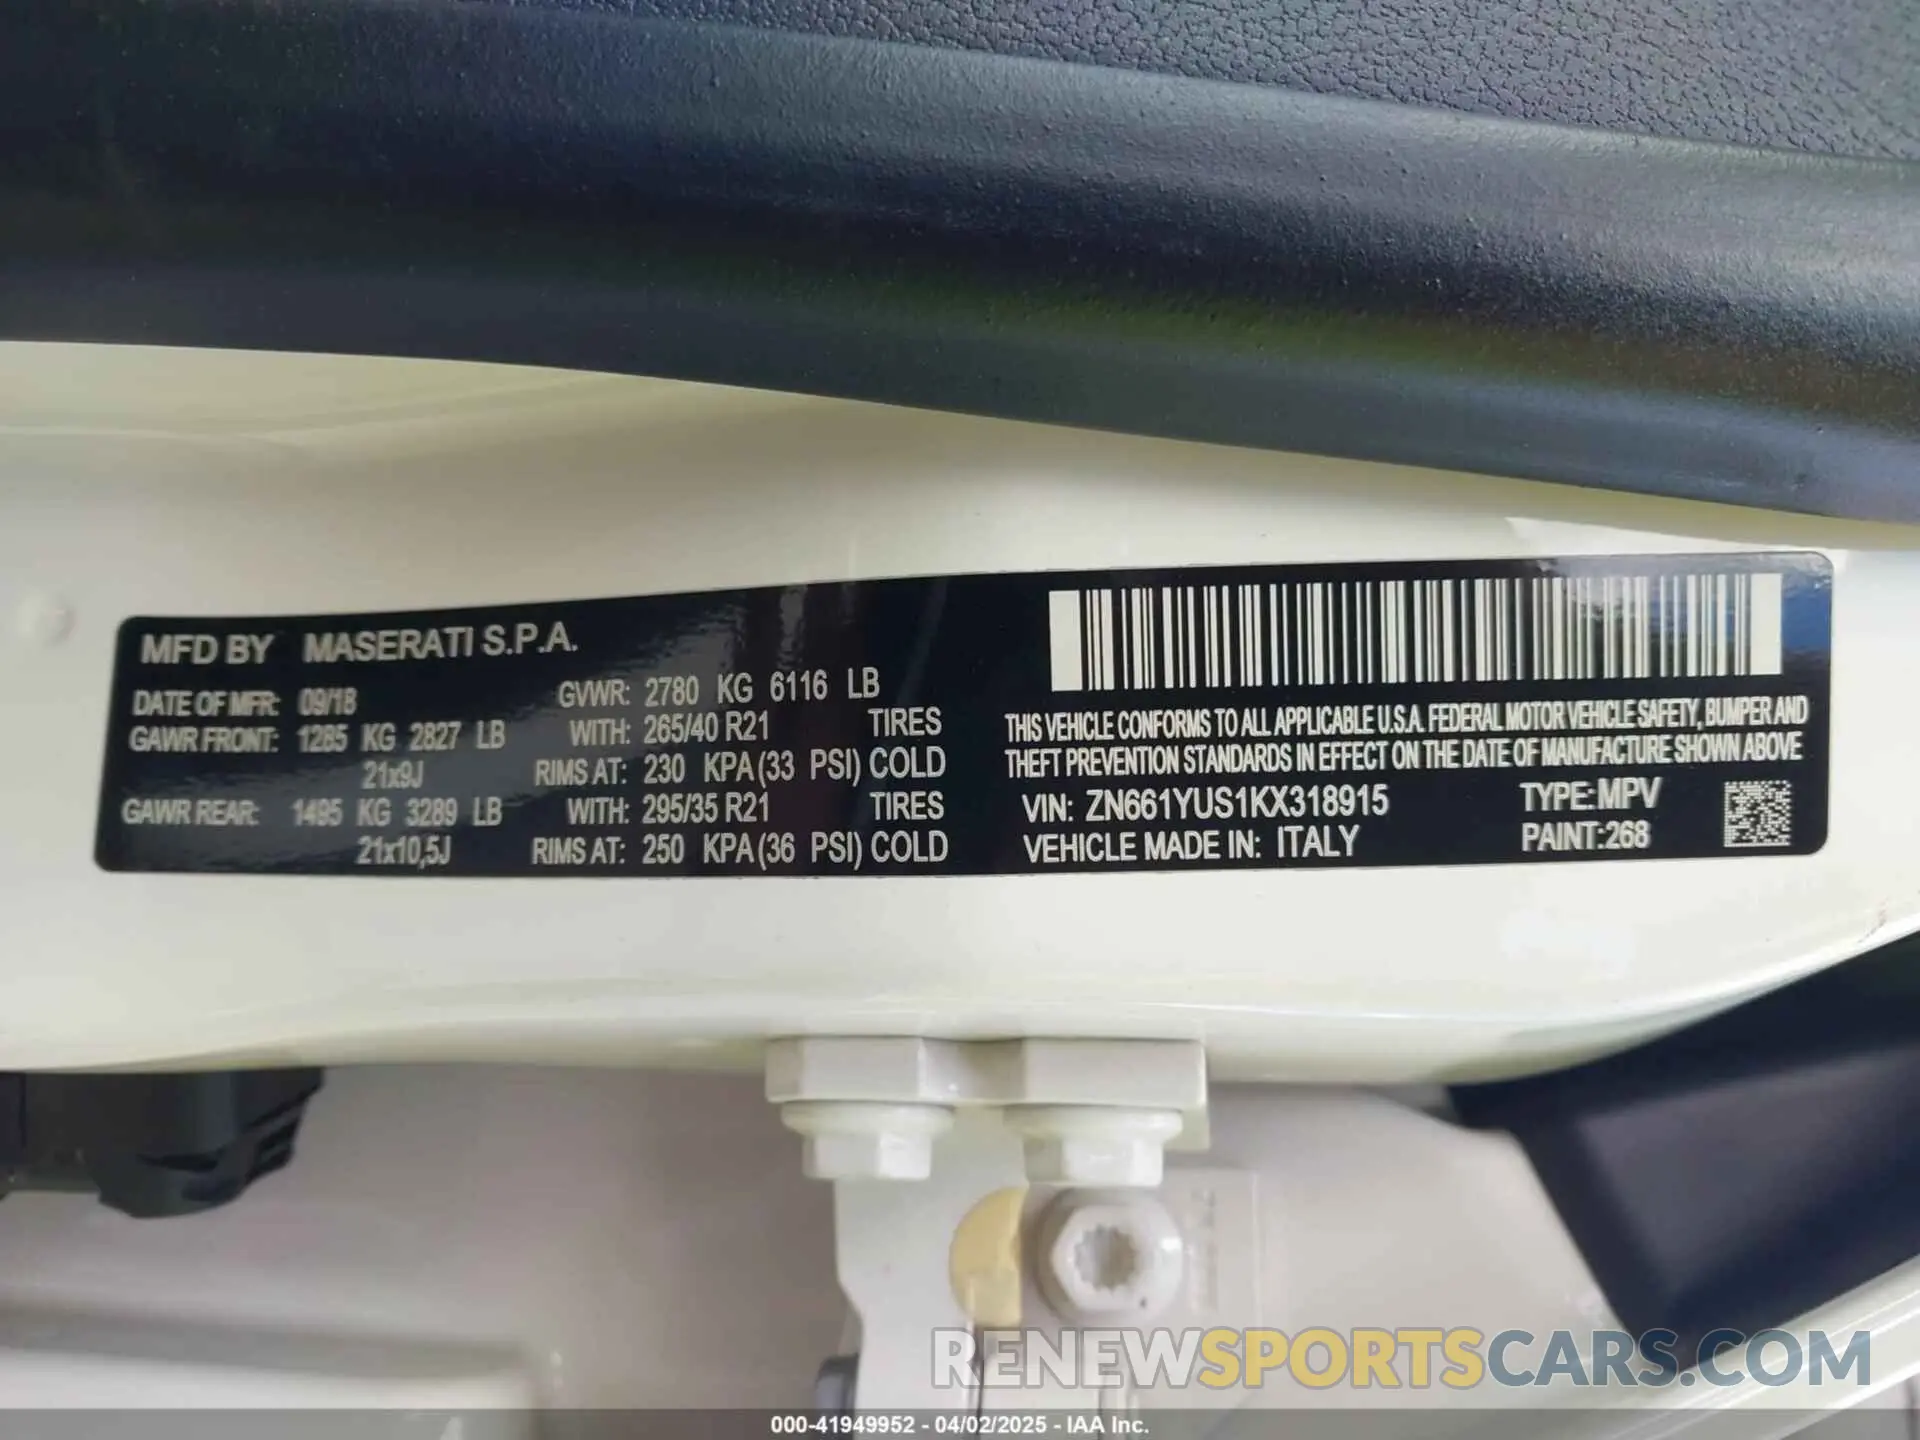 MFD BY MASERATI S.P.A.
DATE OF MFR: 09/18 GVWR: 2780 KG 6116 LB
GAWR FRONT: 1285 KG 2827 LB WITH: 265/40 R21 TIRES
21x9J RIMS AT: 230 KPA(33 PSI) COLD
GAWR REAR: 1495 KG 3289 LB WITH: 295/35 R21 TIRES
21x10,5J RIMS AT: 250 KPA(36 PSI) COLD
THIS VEHICLE CONFORMS TO ALL APPLICABLE U.S.A. FEDERAL MOTOR VEHICLE SAFETY, BUMPER AND
THEFT PREVENTION STANDARDS IN EFFECT ON THE DATE OF MANUFACTURE SHOWN ABOVE
VIN: ZN661YUS1KX318915 TYPE:MPV
VEHICLE MADE IN: ITALY PAINT:268
RENEWSPORTSCARS.COM
000-41949952 - 04/02/2025 - IAA Inc.